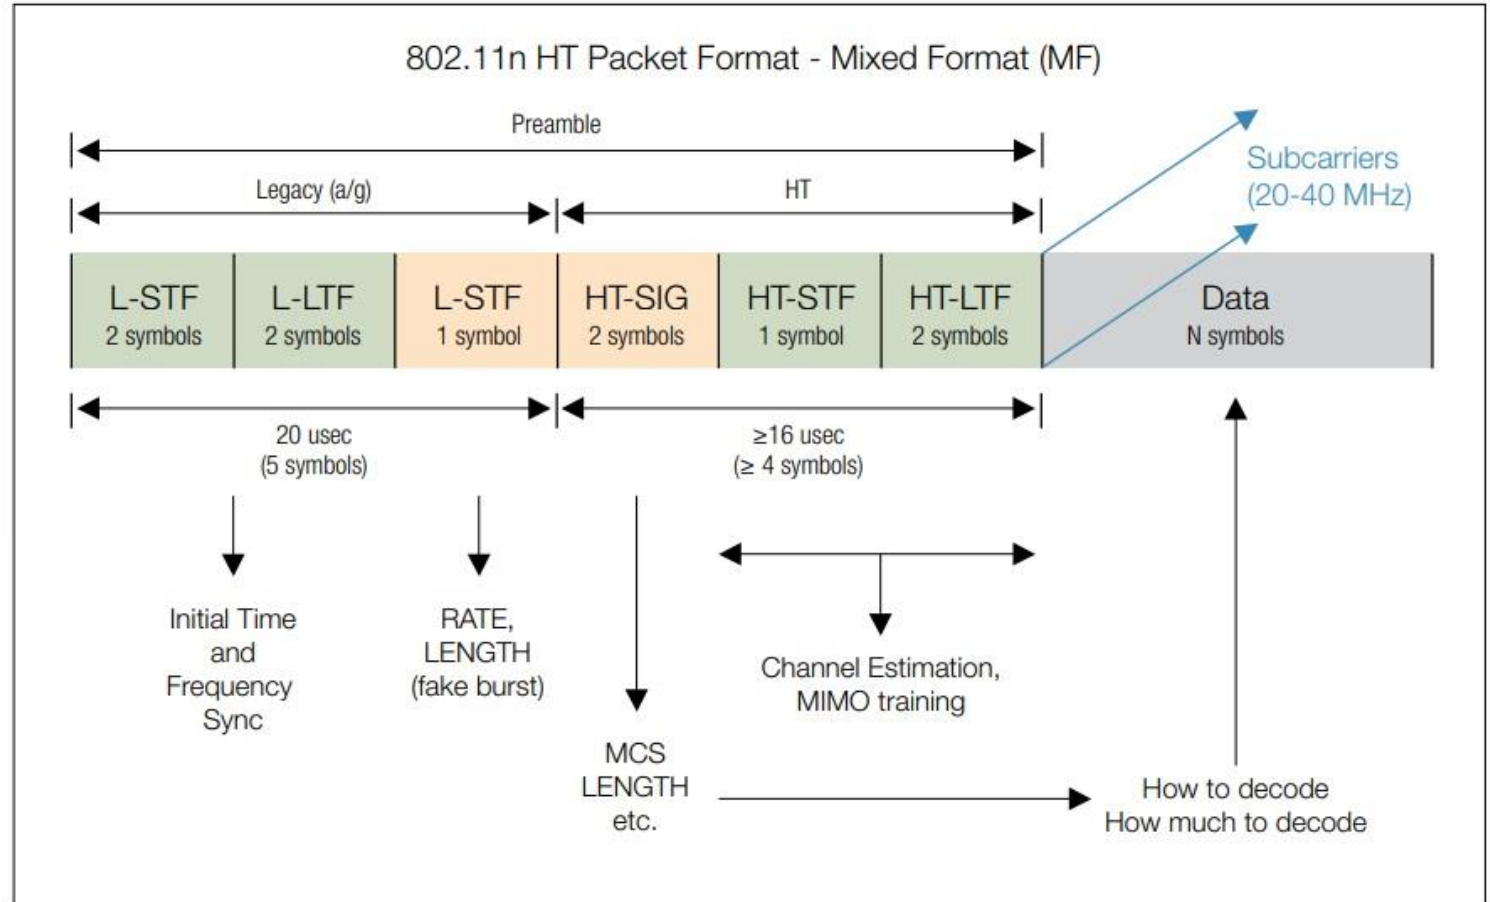 802.11n HT Packet Format - Mixed Format (MF)
Preamble
Subcarriers
(20-40 MHz)
Legacy (a/g)
HT
L-STF
2 symbols
L-LTF
2 symbols
L-STF
1 symbol
HT-SIG
2 symbols
HT-STF
1 symbol
HT-LTF
2 symbols
Data
N symbols
20 usec
(5 symbols)
≥16 usec
(≥ 4 symbols)
Initial Time
and
Frequency
Sync
RATE,
LENGTH
(fake burst)
MCS
LENGTH
etc.
Channel Estimation,
MIMO training
How to decode
How much to decode